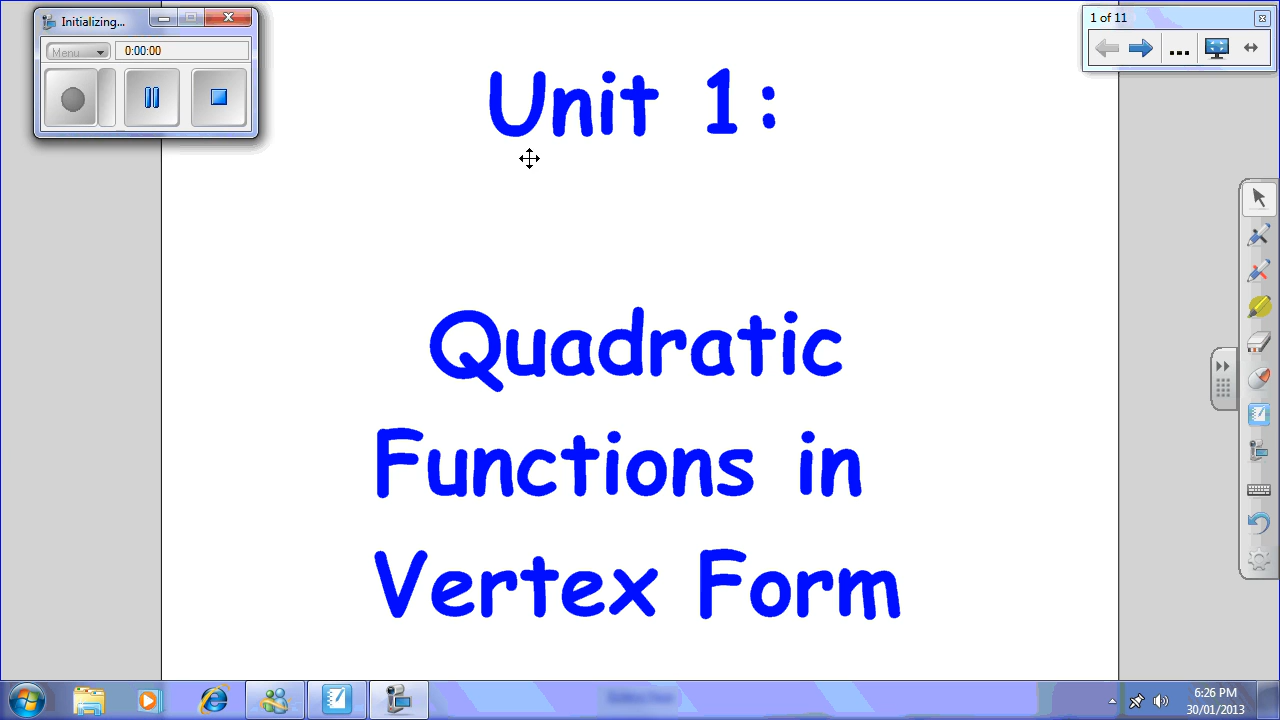 Initializing...
Menu
0:00:00
1 of 11
Unit 1:
Quadratic
Functions in
Vertex Form
6:26 PM
30/01/2013